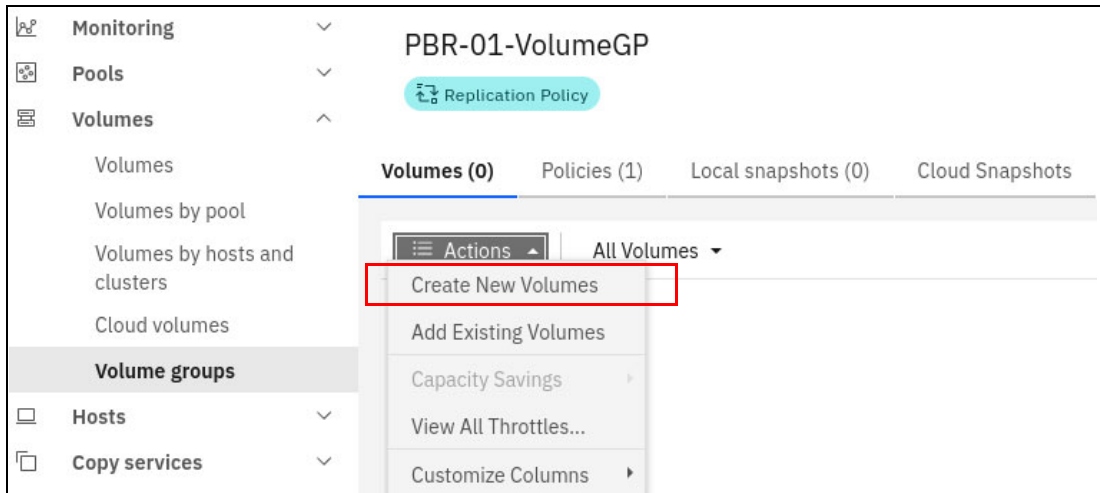 Monitoring
Pools
Volumes
Volumes
Volumes by pool
Volumes by hosts and
clusters
Cloud volumes
Volume groups
Hosts
Copy services
PBR-01-VolumeGP
Replication Policy
Volumes (0) Policies (1) Local snapshots (0) Cloud Snapshots
Actions All Volumes
Create New Volumes
Add Existing Volumes
Capacity Savings
View All Throttles...
Customize Columns